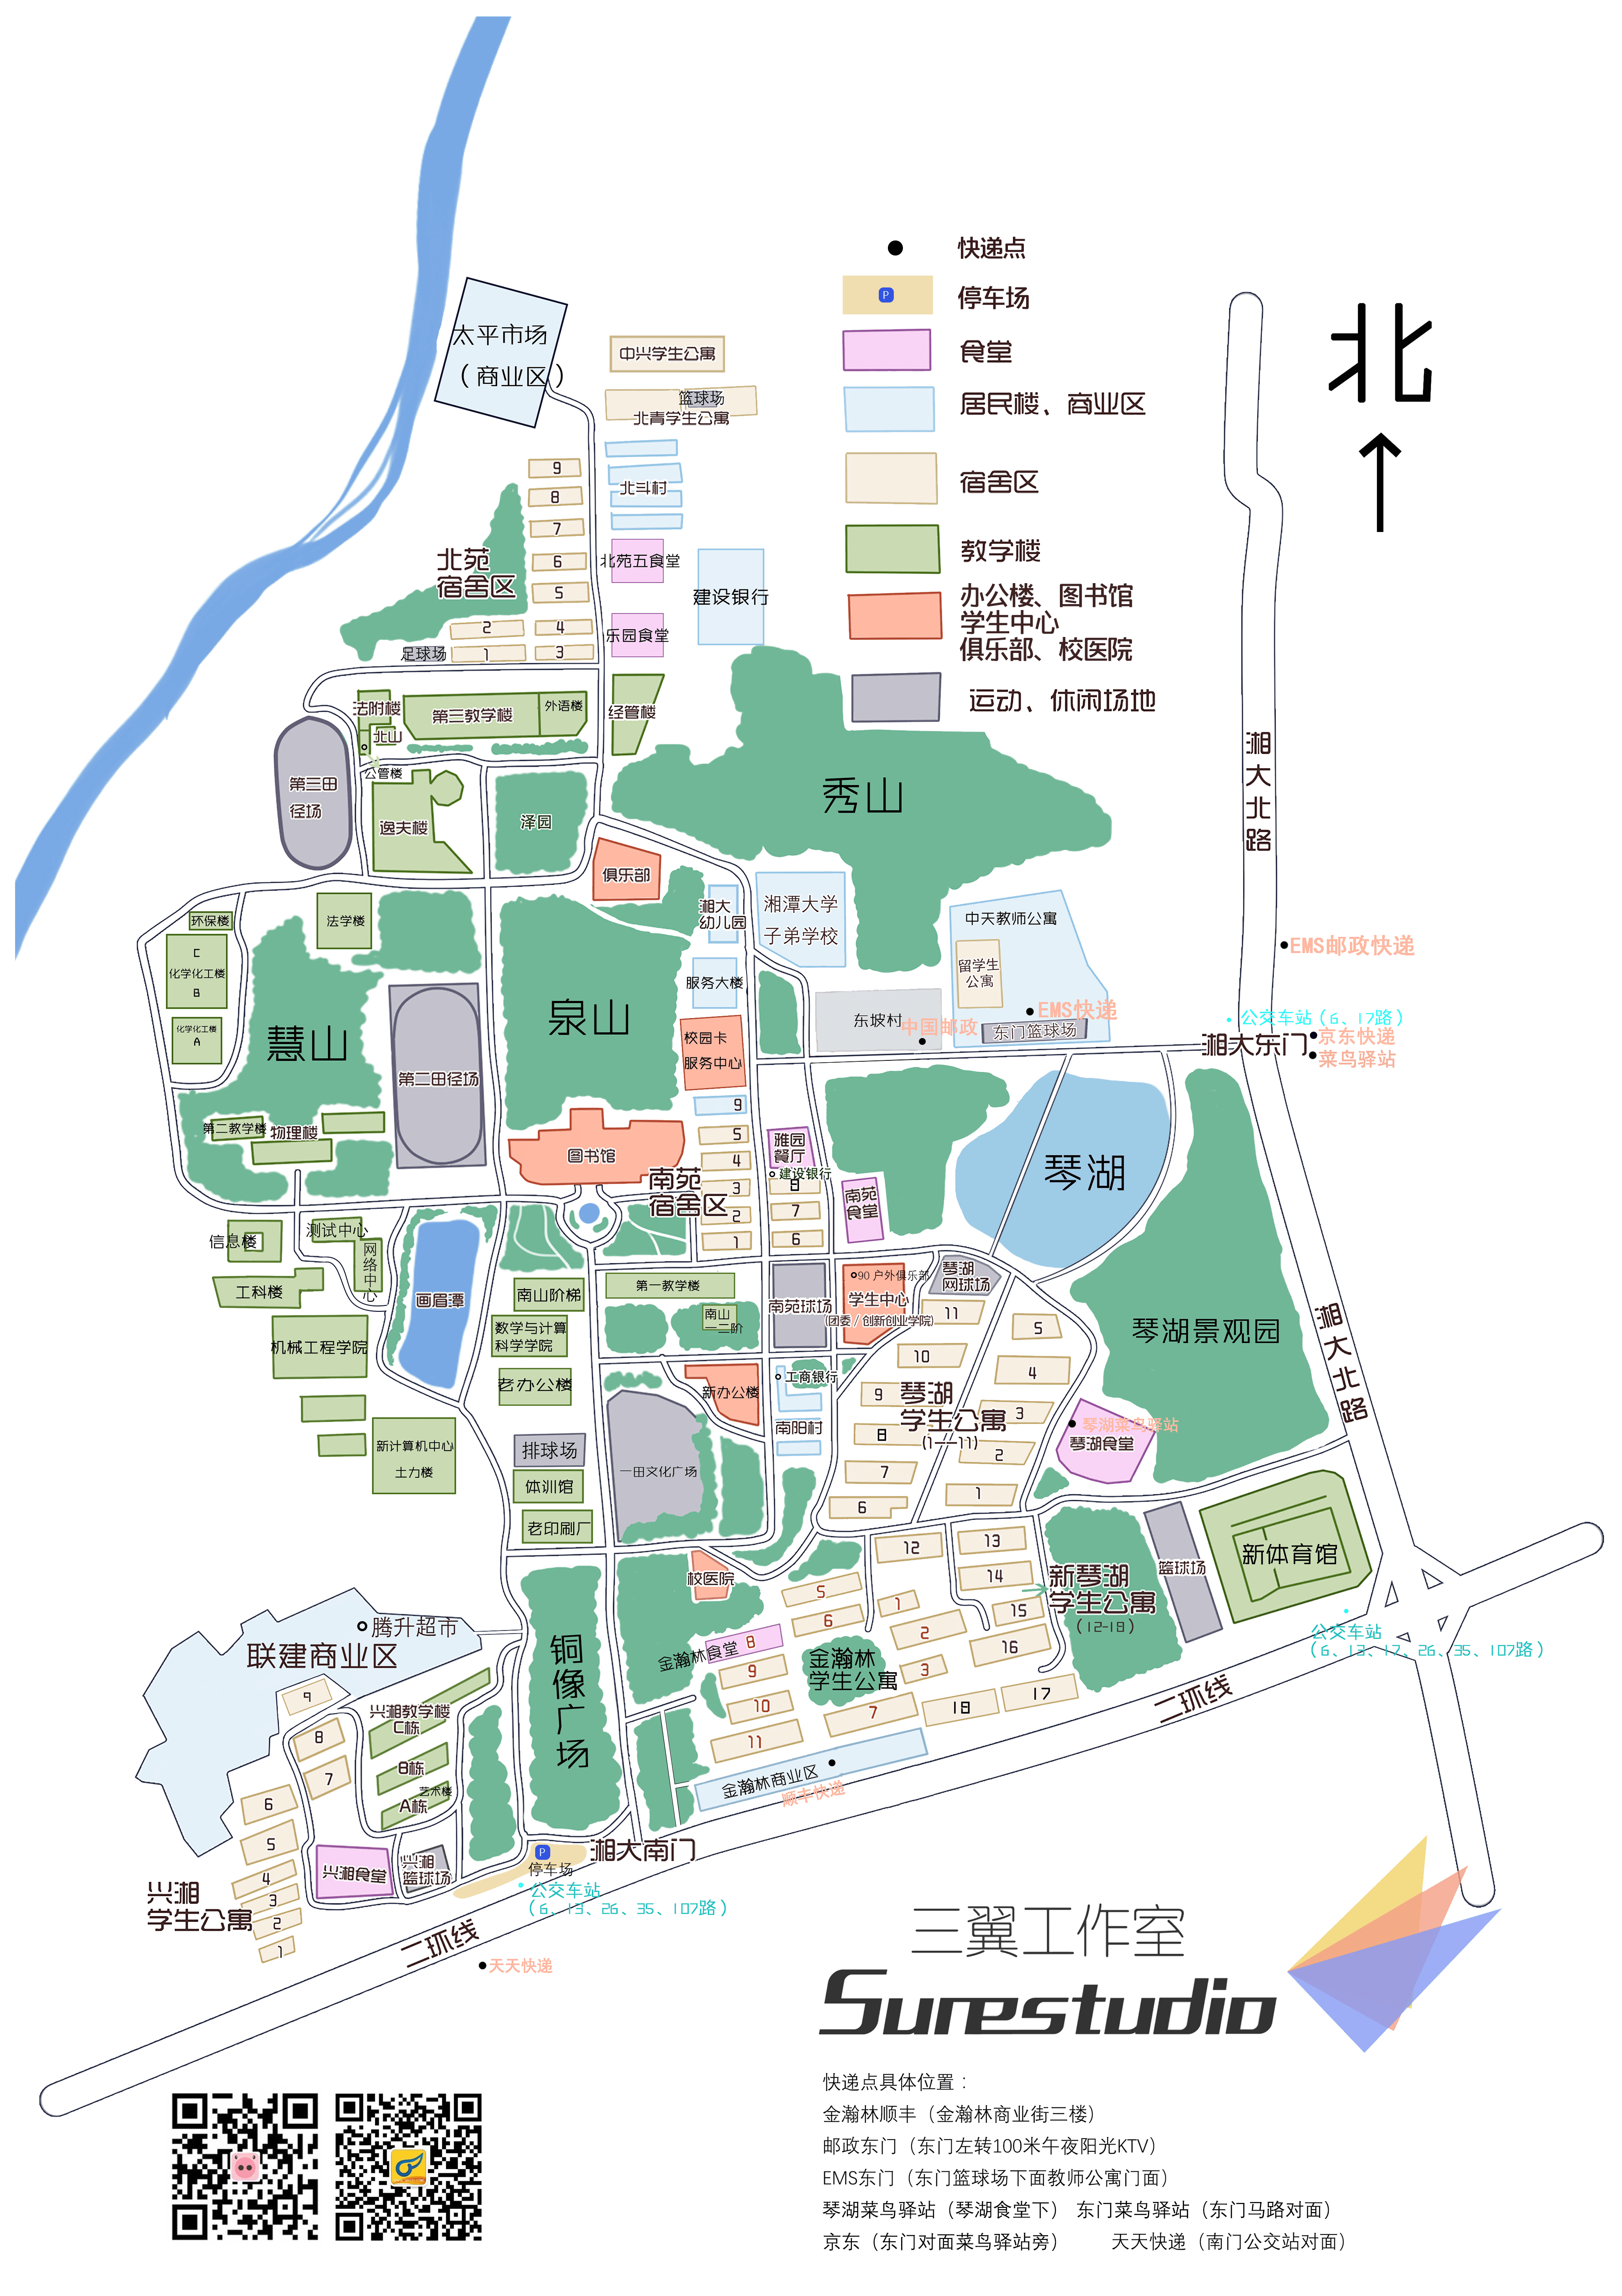 快递点
P
停车场
食堂
居民楼、商业区
宿舍区
教学楼
办公楼、图书馆
学生中心
俱乐部、校医院
运动、休闲场地
北
太平市场
（商业区）
中兴学生公寓
篮球场
北青学生公寓
9
8
7
6
5
2
4
1
3
北斗村
北苑
宿舍区
北苑五食堂
建设银行
乐园食堂
足球场
法附楼
第三教学楼
外语楼
经管楼
北山
公管楼
第三田
径场
逸夫楼
泽园
秀山
湘大北路
俱乐部
湘大
幼儿园
湘潭大学
子弟学校
中天教师公寓
留学生
公寓
EMS邮政快递
环保楼
法学楼
C
化学化工楼
B
化学化工楼
A
慧山
泉山
服务大楼
东坡村
中国邮政
EMS快递
东门篮球场
公交车站（6、17路）
湘大东门
京东快递
菜鸟驿站
校园卡
服务中心
第二田径场
第二教学楼
物理楼
图书馆
9
5
4
3
2
1
南苑
宿舍区
雅园
餐厅
建设银行
8
7
6
南苑
食堂
琴湖
信息楼
测试中心
网络中心
工科楼
画眉潭
机械工程学院
南山阶梯
第一教学楼
南山
一二阶
数学与计算
科学学院
老办公楼
南苑球场
90 户外俱乐部
学生中心
(团委 / 创新创业学院)
琴湖
网球场
琴湖景观园
湘大北路
11
10
9
8
7
6
5
4
3
2
1
琴湖
学生公寓
(1——11)
新办公楼
工商银行
南阳村
琴湖菜鸟驿站
琴湖食堂
新计算机中心
土力楼
排球场
体训馆
老印刷厂
一田文化广场
校医院
12
13
14
15
16
17
18
新琴湖
学生公寓
(12-18)
篮球场
新体育馆
公交车站
（6、13、17、26、35、107路）
腾升超市
联建商业区
铜像广场
金瀚林食堂
5
6
8
9
10
11
1
2
3
7
金瀚林
学生公寓
金瀚林商业区
顺丰快递
二环线
兴湘教学楼
C栋
B栋
艺术楼
A栋
9
8
7
6
5
4
3
2
1
兴湘食堂
兴湘
篮球场
兴湘
学生公寓
P
停车场
湘大南门
公交车站
（6、13、26、35、107路）
二环线
天天快递
三翼工作室
Surestudio
快递点具体位置：
金瀚林顺丰（金瀚林商业街三楼）
邮政东门（东门左转100米午夜阳光KTV）
EMS东门（东门篮球场下面教师公寓门面）
琴湖菜鸟驿站（琴湖食堂下） 东门菜鸟驿站（东门马路对面）
京东（东门对面菜鸟驿站旁） 天天快递（南门公交站对面）